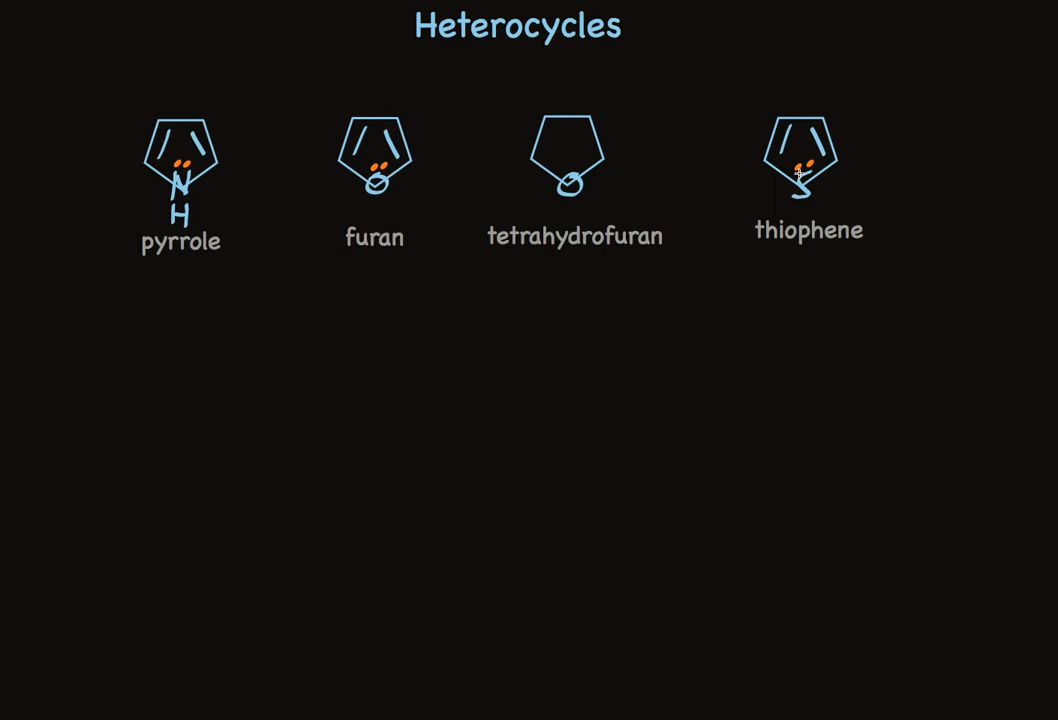 Heterocycles
N
H
O
O
S
pyrrole
furan
tetrahydrofuran
thiophene